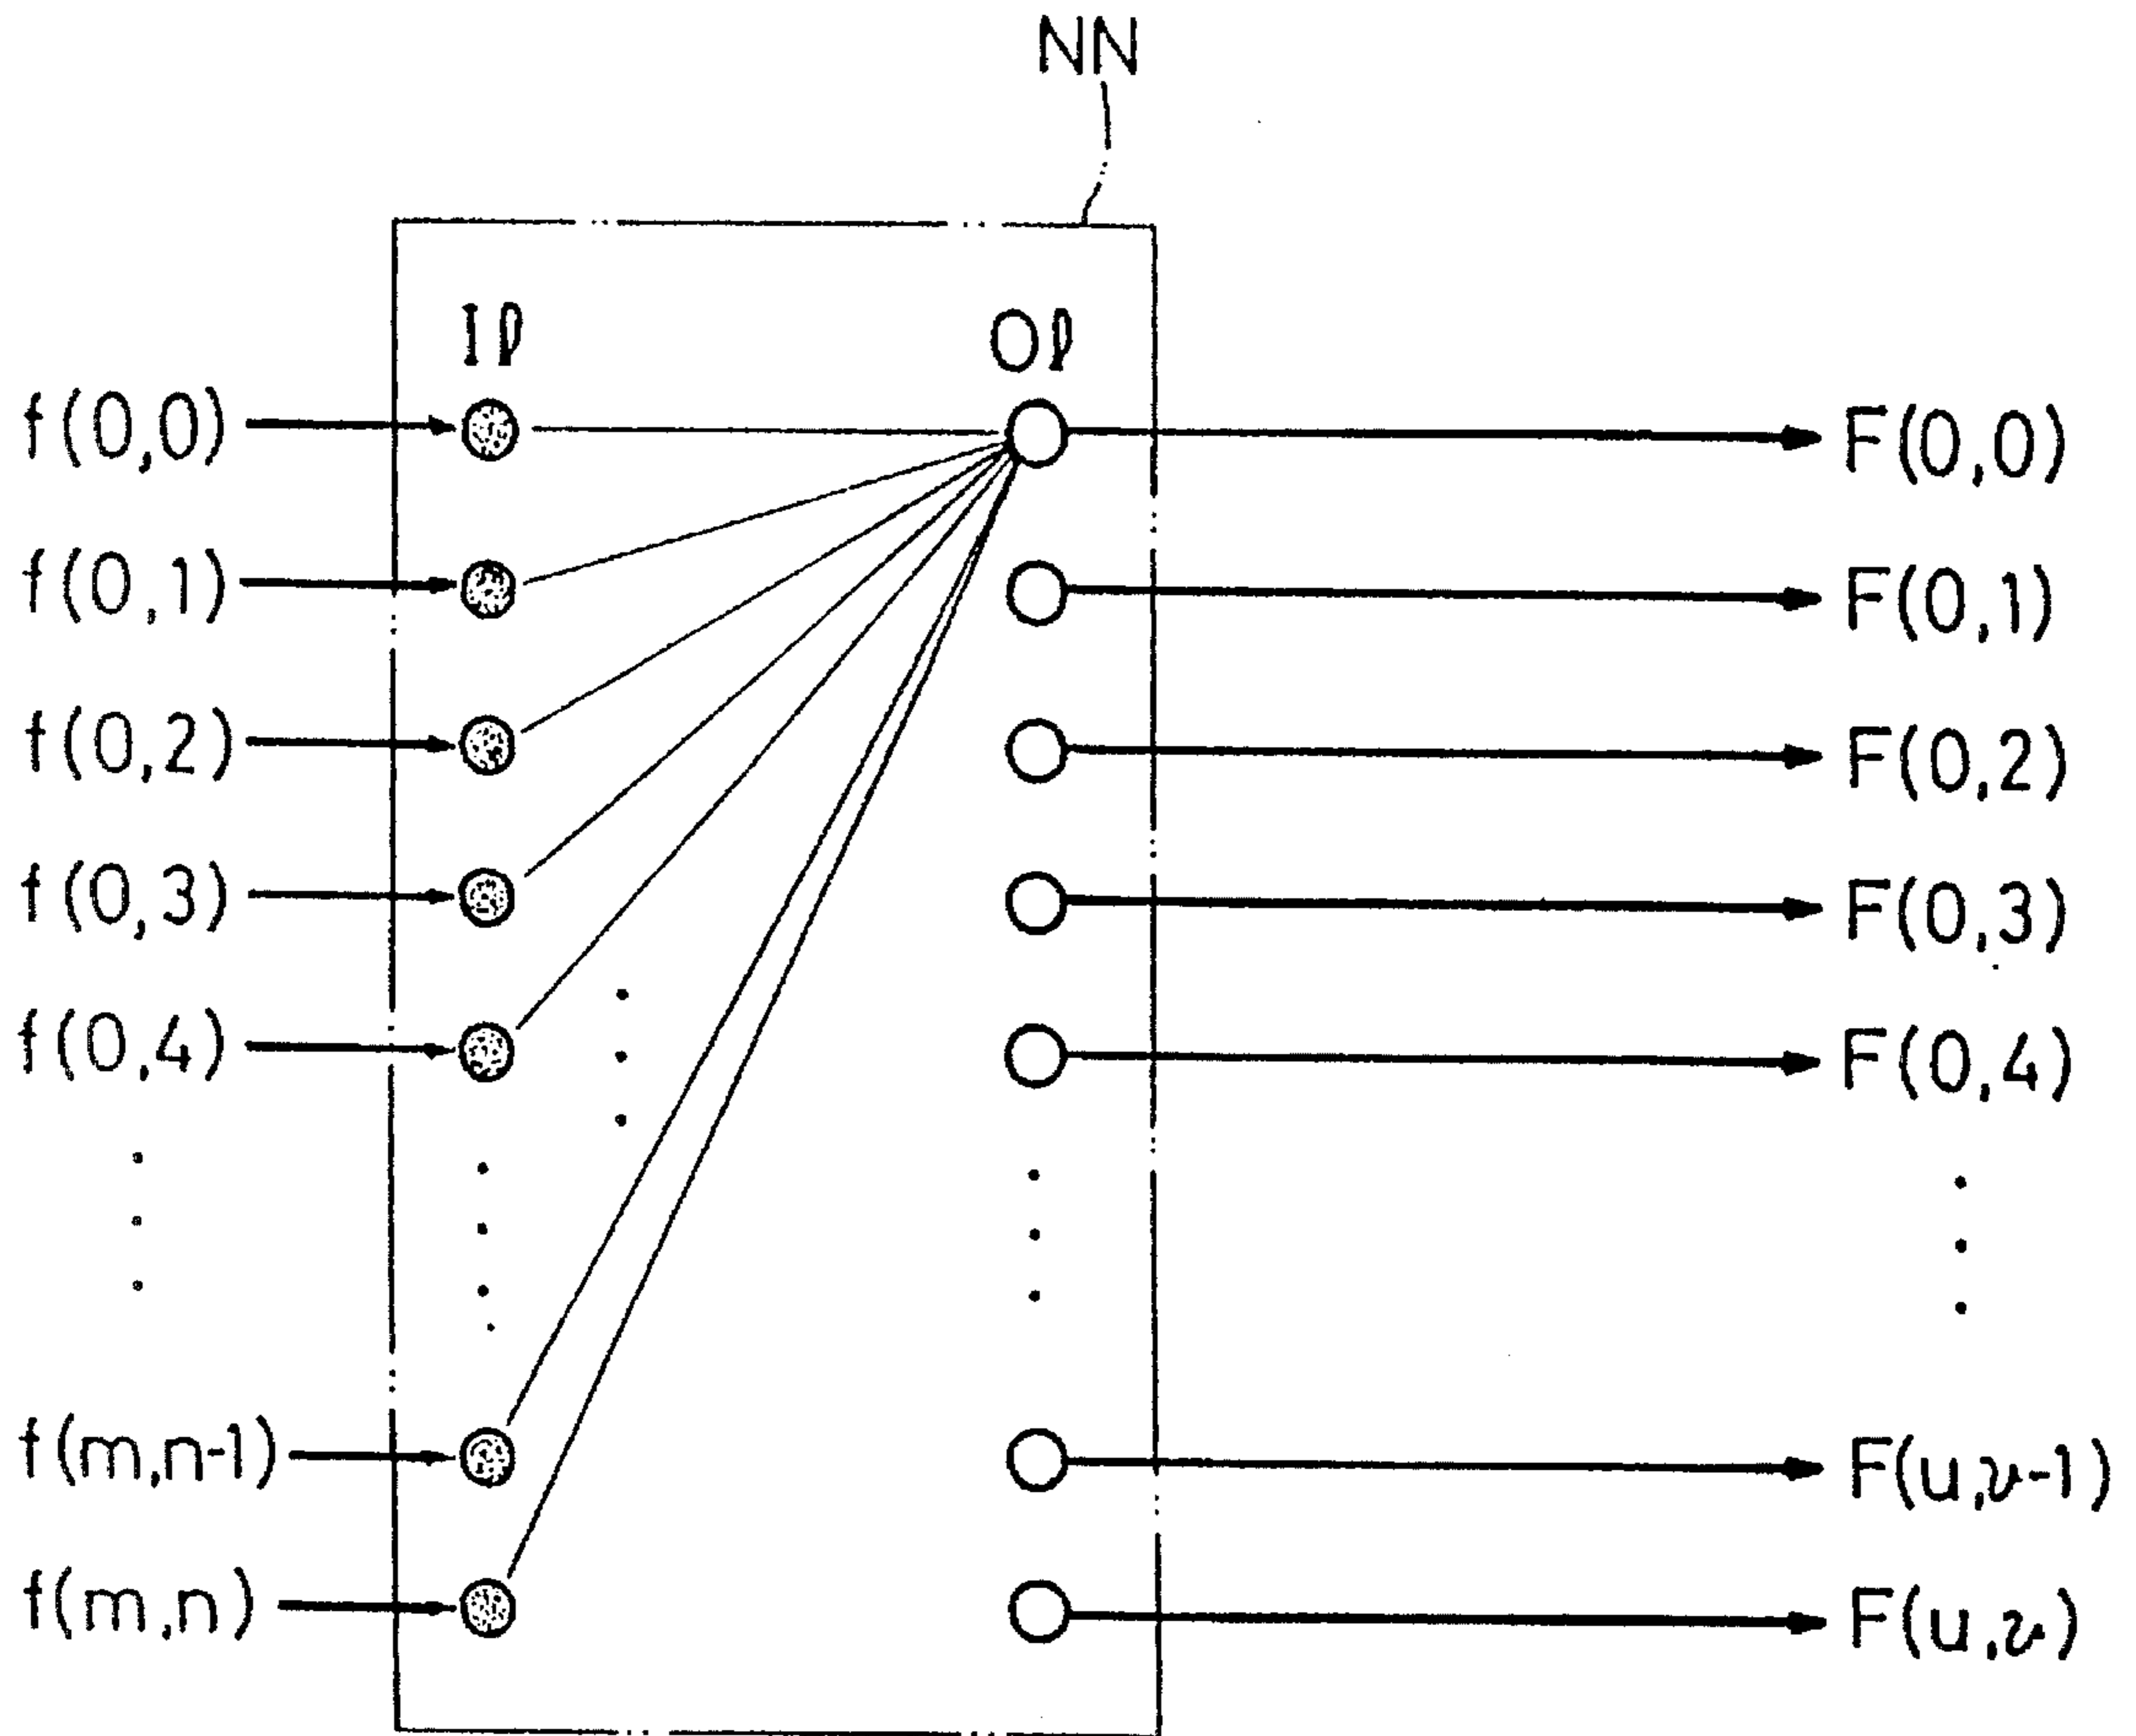 NN
Iℓ Oℓ
f(0,0) F(0,0)
f(0,1) F(0,1)
f(0,2) F(0,2)
f(0,3) F(0,3)
f(0,4) F(0,4)
f(m,n-1) F(u,v-1)
f(m,n) F(u,v)